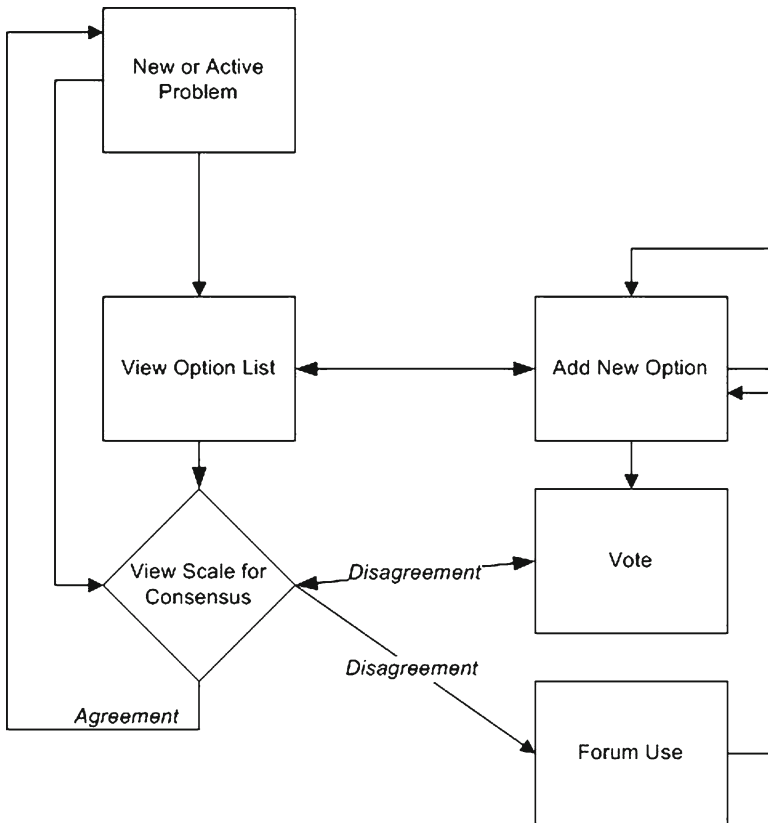 New or Active
Problem
View Option List
Add New Option
View Scale for
Consensus
Disagreement
Vote
Disagreement
Agreement
Forum Use